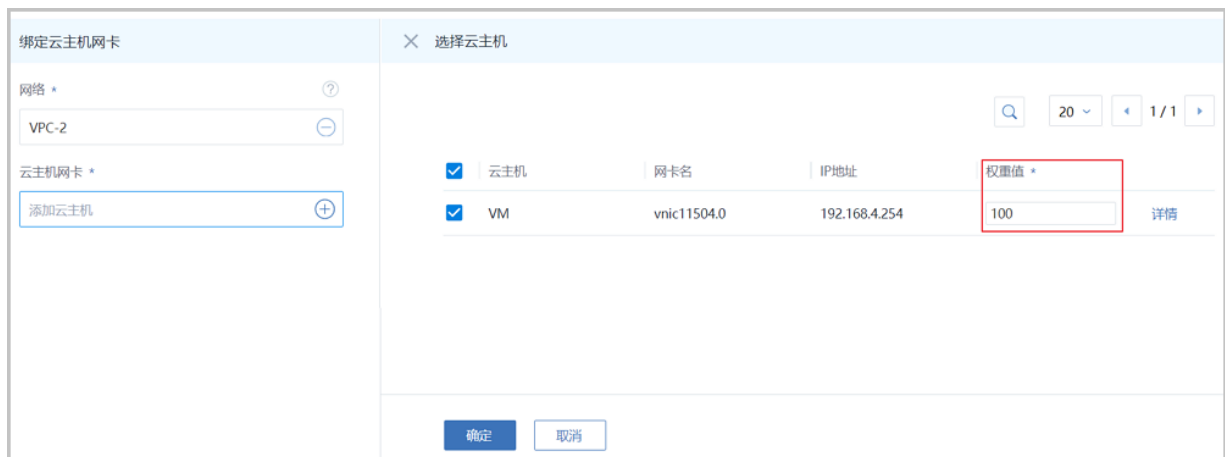 绑定云主机网卡
网络 *
VPC-2
云主机网卡 *
添加云主机
选择云主机
20
1 / 1
云主机 网卡名 IP地址 权重值 *
VM vnic11504.0 192.168.4.254 100 详情
确定 取消